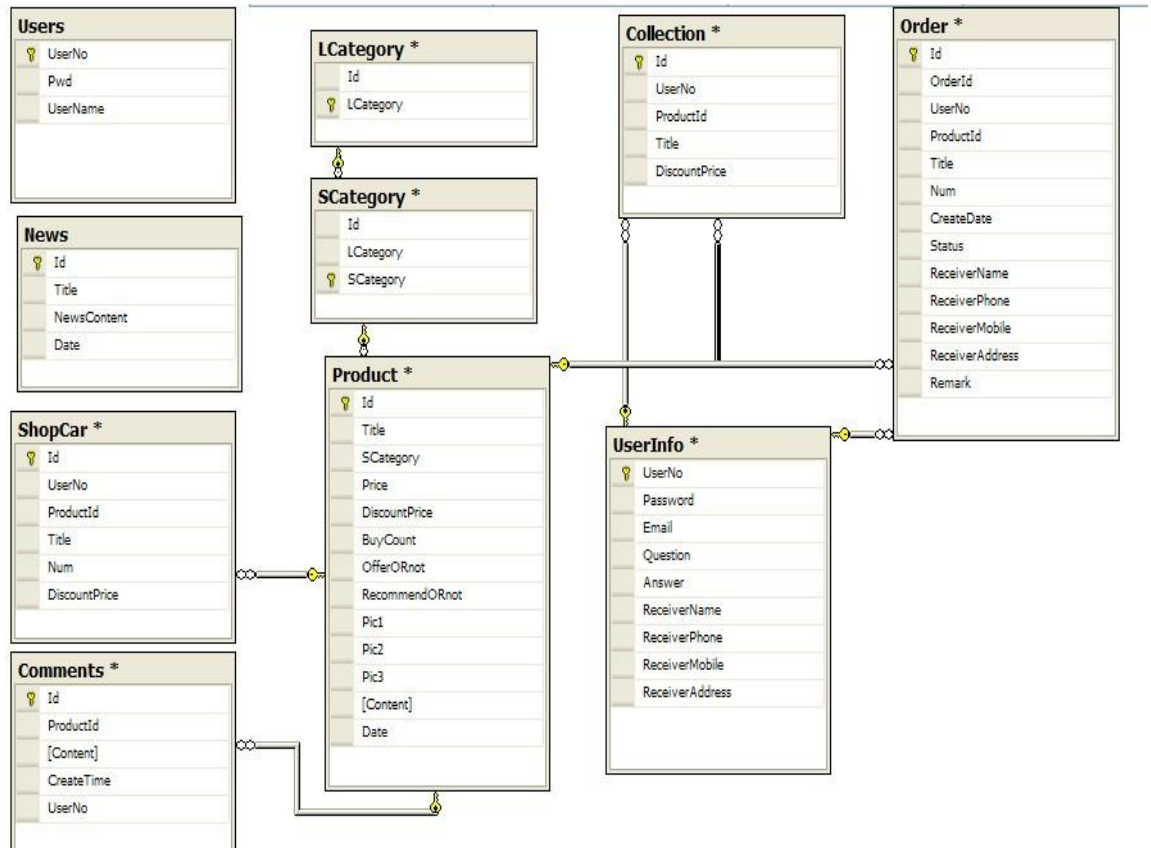 Users
UserNo
Pwd
UserName
News
Id
Title
NewsContent
Date
ShopCar *
Id
UserNo
ProductId
Title
Num
DiscountPrice
Comments *
Id
ProductId
[Content]
CreateTime
UserNo
LCategory *
Id
LCategory
SCategory *
Id
LCategory
SCategory
Product *
Id
Title
SCategory
Price
DiscountPrice
BuyCount
OfferORnot
RecommendORnot
Pic1
Pic2
Pic3
[Content]
Date
Collection *
Id
UserNo
ProductId
Title
DiscountPrice
UserInfo *
UserNo
Password
Email
Question
Answer
ReceiverName
ReceiverPhone
ReceiverMobile
ReceiverAddress
Order *
Id
OrderId
UserNo
ProductId
Title
Num
CreateDate
Status
ReceiverName
ReceiverPhone
ReceiverMobile
ReceiverAddress
Remark